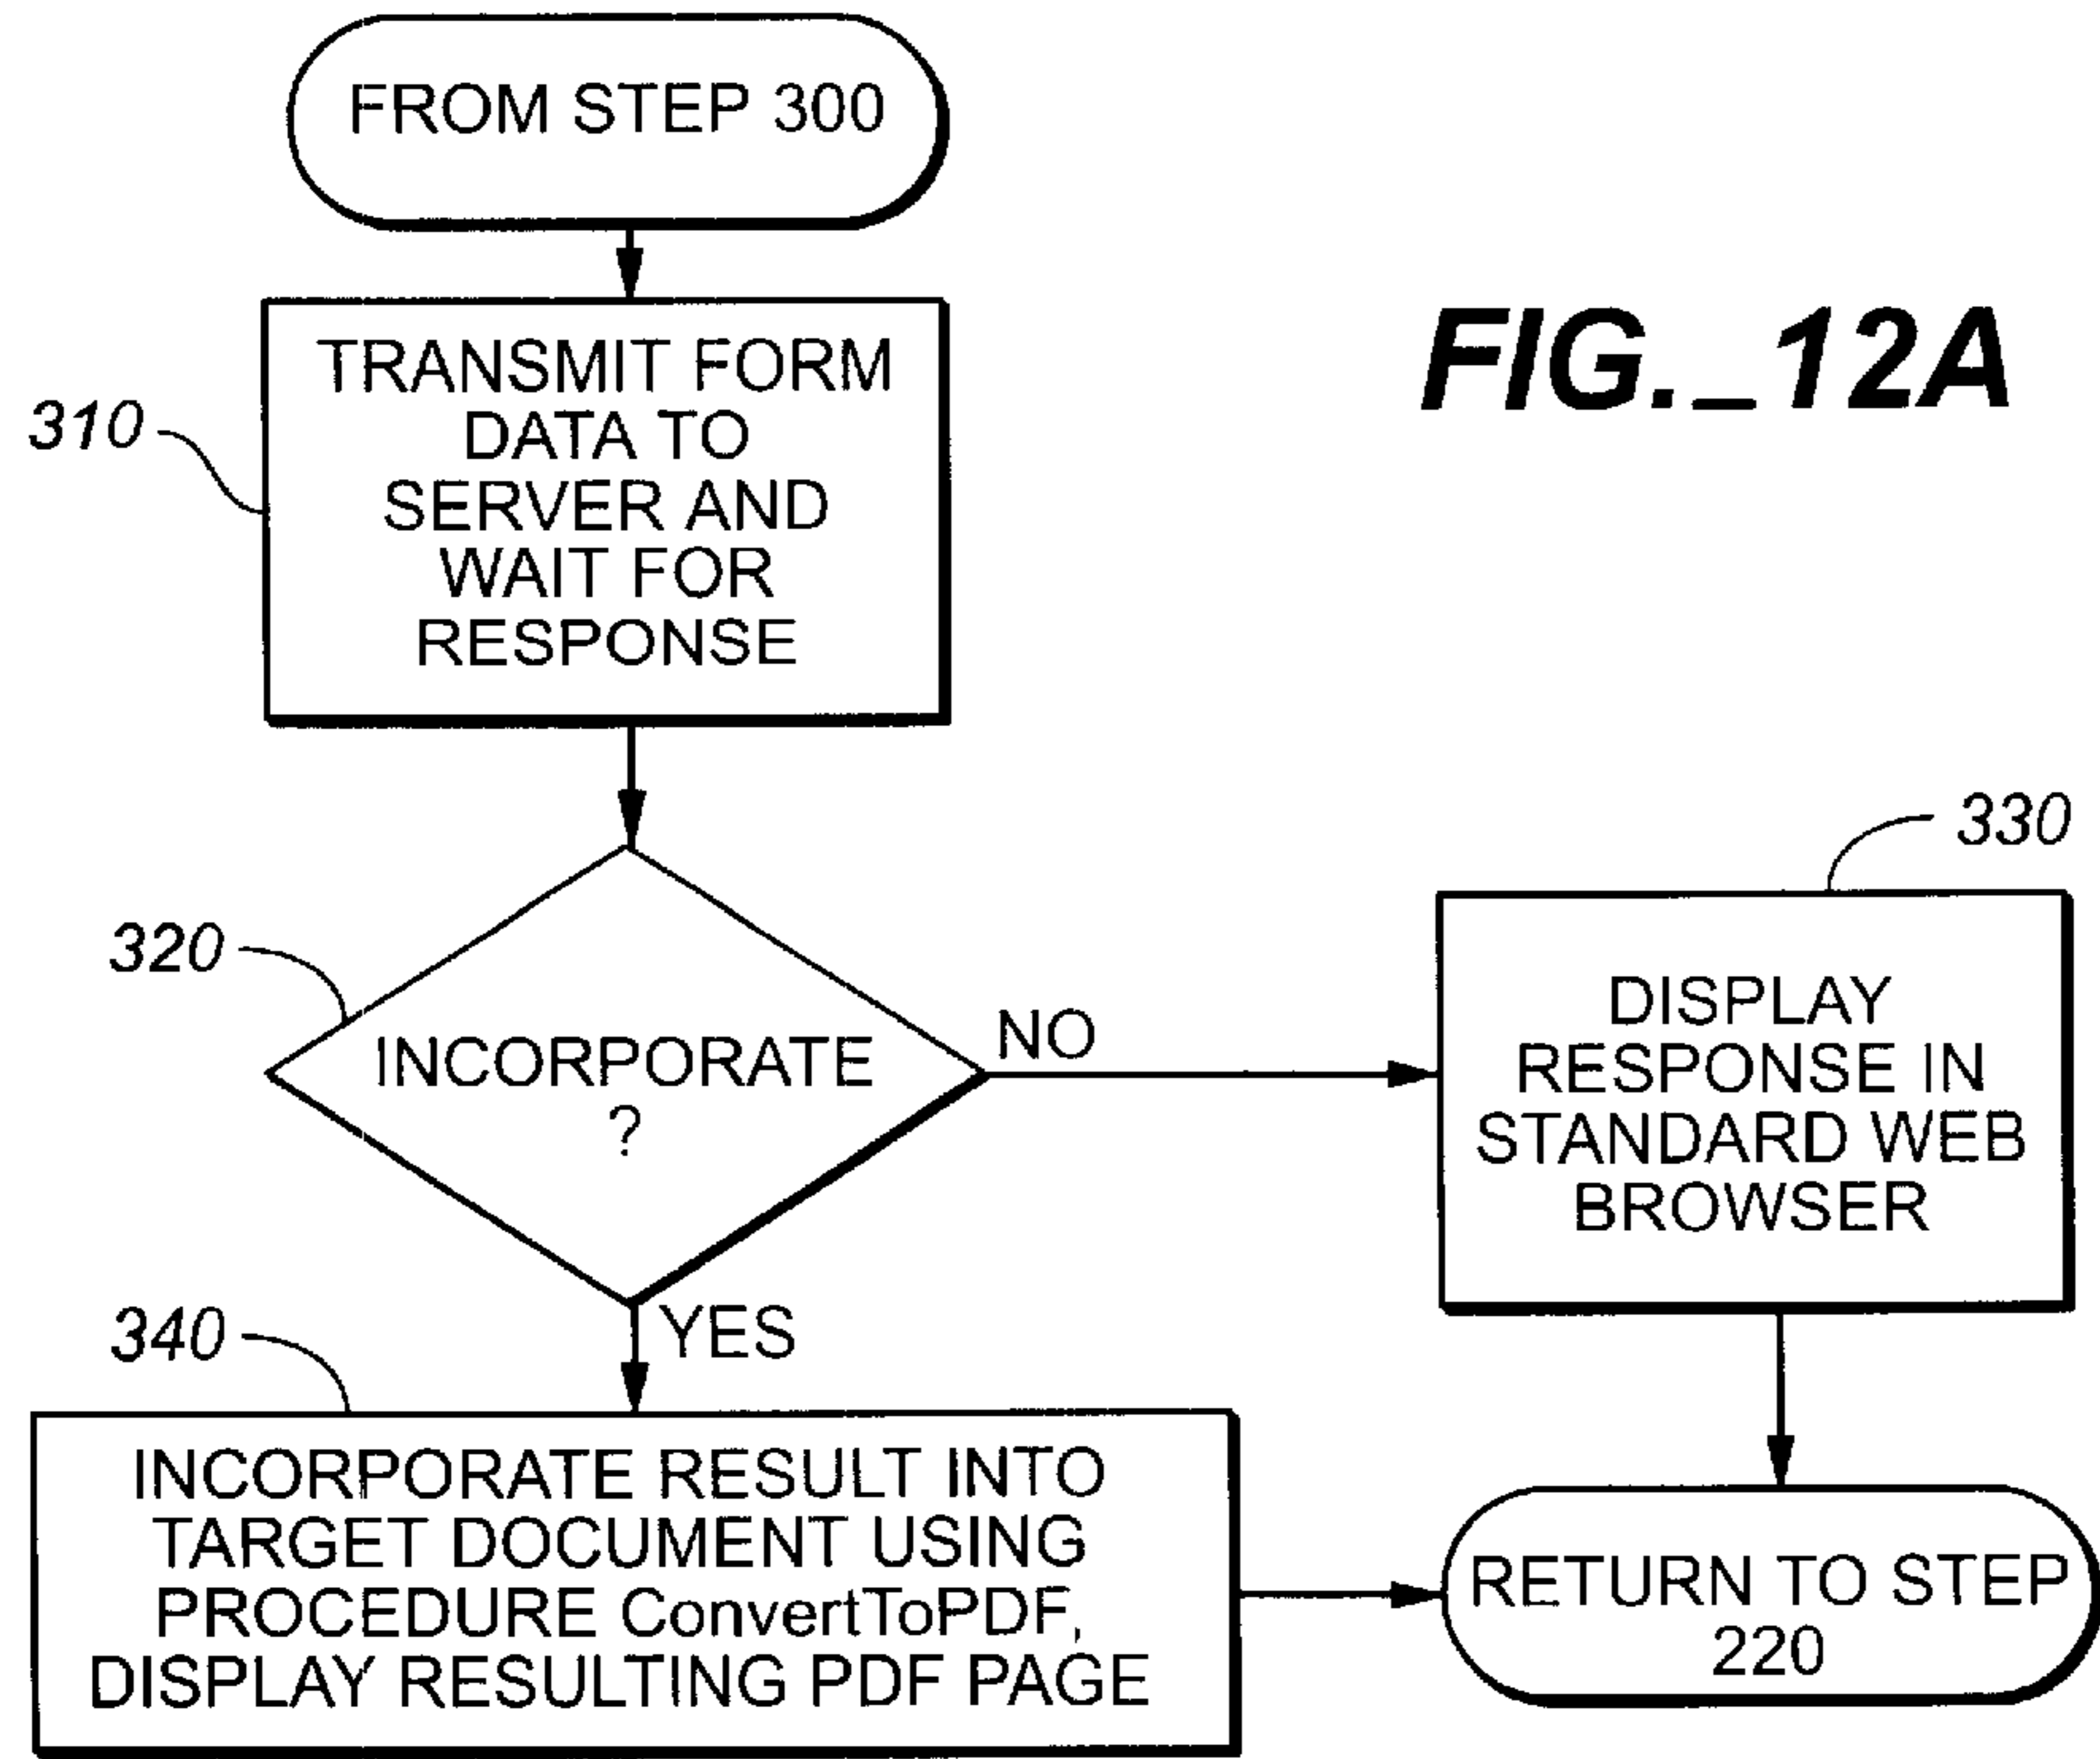 FROM STEP 300
FIG._12A
310
TRANSMIT FORM
DATA TO
SERVER AND
WAIT FOR
RESPONSE
320
INCORPORATE
?
NO
YES
330
DISPLAY
RESPONSE IN
STANDARD WEB
BROWSER
340
INCORPORATE RESULT INTO
TARGET DOCUMENT USING
PROCEDURE ConvertToPDF,
DISPLAY RESULTING PDF PAGE
RETURN TO STEP
220